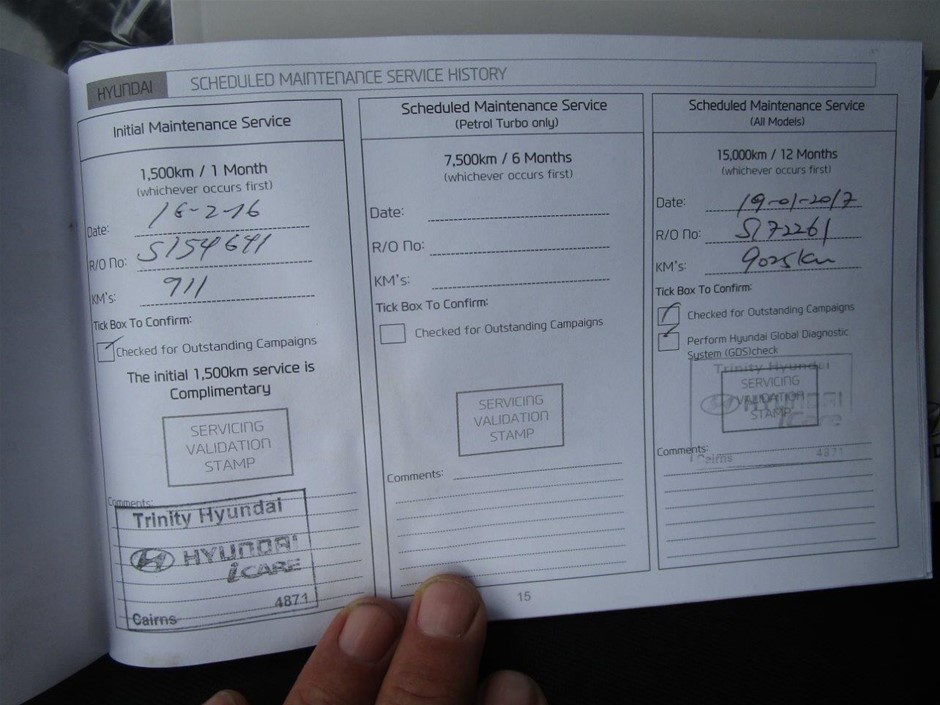 HYUNDAI
SCHEDULED MAINTENANCE SERVICE HISTORY
Initial Maintenance Service
1,500km / 1 Month
(whichever occurs first)
Date: 16-2-16
R/O No: S154641
KM's: 911
Tick Box To Confirm:
Checked for Outstanding Campaigns
The initial 1,500km service is
Complimentary
SERVICING
VALIDATION
STAMP
Comments:
Trinity Hyundai
HYUNDAI
iCARE
Cairns 4871
Scheduled Maintenance Service
(Petrol Turbo only)
7,500km / 6 Months
(whichever occurs first)
Date:
R/O No:
KM's:
Tick Box To Confirm:
Checked for Outstanding Campaigns
SERVICING
VALIDATION
STAMP
Comments:
Scheduled Maintenance Service
(All Models)
15,000km / 12 Months
(whichever occurs first)
Date: 19-01-2017
R/O No: S172261
KM's: 9025km
Tick Box To Confirm:
Checked for Outstanding Campaigns
Perform Hyundai Global Diagnostic
System (GDS)check
Trinity Hyundai
SERVICING
VALIDATION
STAMP
HYUNDAI
iCare
Comments:
Cairns 4871
15